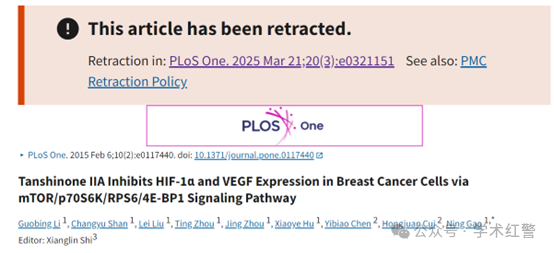 This article has been retracted.
Retraction in: PLoS One. 2025 Mar 21;20(3):e0321151 See also: PMC
Retraction Policy
PLOS One
PLoS One. 2015 Feb 6;10(2):e0117440. doi: 10.1371/journal.pone.0117440
Tanshinone IIA Inhibits HIF-1α and VEGF Expression in Breast Cancer Cells via
mTOR/p70S6K/RPS6/4E-BP1 Signaling Pathway
Guobing Li 1, Changyu Shan 1, Lei Liu 1, Ting Zhou 1, Jing Zhou 1, Xiaoye Hu 1, Yibiao Chen 2, Hongjuan Cui 2, Ning Gao 1,*
Editor: Xianglin Shi3
公众号 · 学术红警